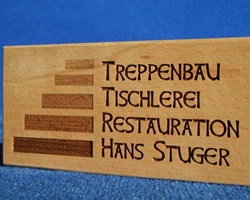 Treppenbau
Tischlerei
Restauration
Hans Stuger